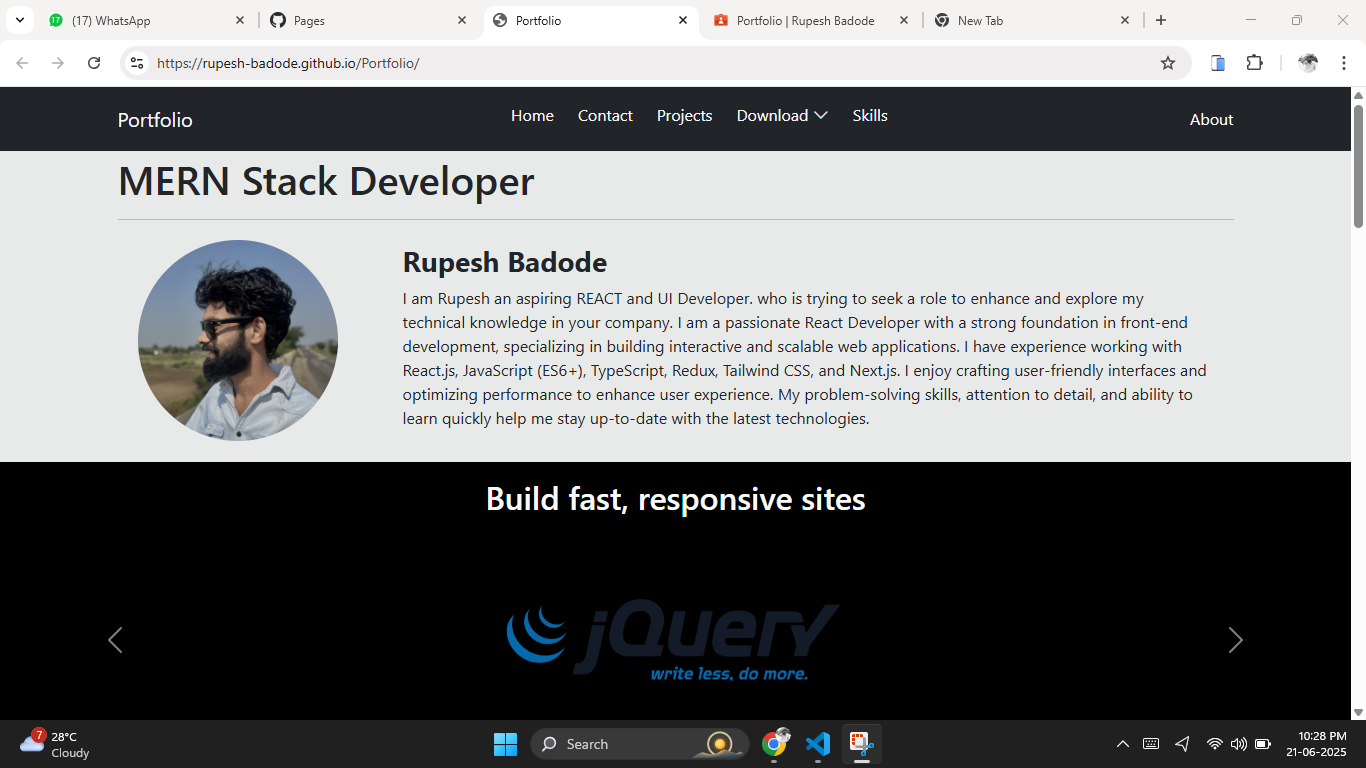 (17) WhatsApp
Pages
Portfolio
Portfolio | Rupesh Badode
New Tab
https://rupesh-badode.github.io/Portfolio/
Portfolio
Home
Contact
Projects
Download
Skills
About
MERN Stack Developer
Rupesh Badode
I am Rupesh an aspiring REACT and UI Developer. who is trying to seek a role to enhance and explore my
technical knowledge in your company. I am a passionate React Developer with a strong foundation in front-end
development, specializing in building interactive and scalable web applications. I have experience working with
React.js, JavaScript (ES6+), TypeScript, Redux, Tailwind CSS, and Next.js. I enjoy crafting user-friendly interfaces and
optimizing performance to enhance user experience. My problem-solving skills, attention to detail, and ability to
learn quickly help me stay up-to-date with the latest technologies.
Build fast, responsive sites
jQuery
write less, do more.
7
28°C
Cloudy
Search
10:28 PM
21-06-2025